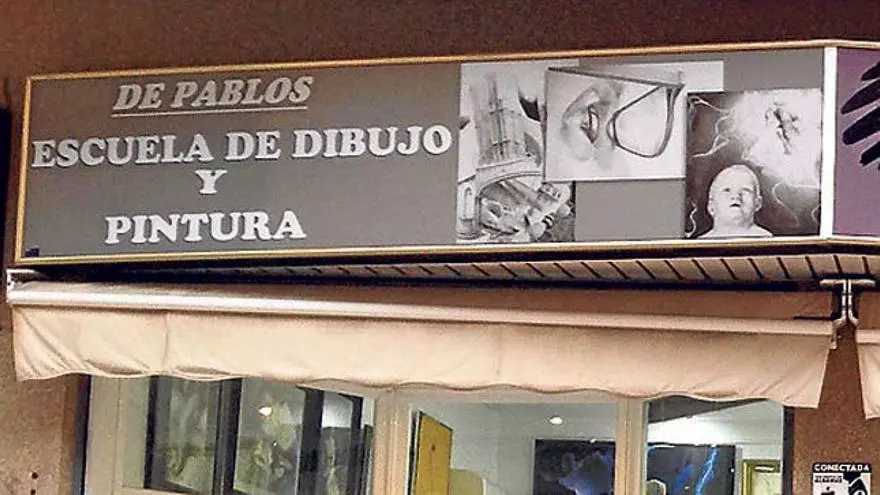 DE PABLOS
ESCUELA DE DIBUJO
Y
PINTURA
CONECTADA